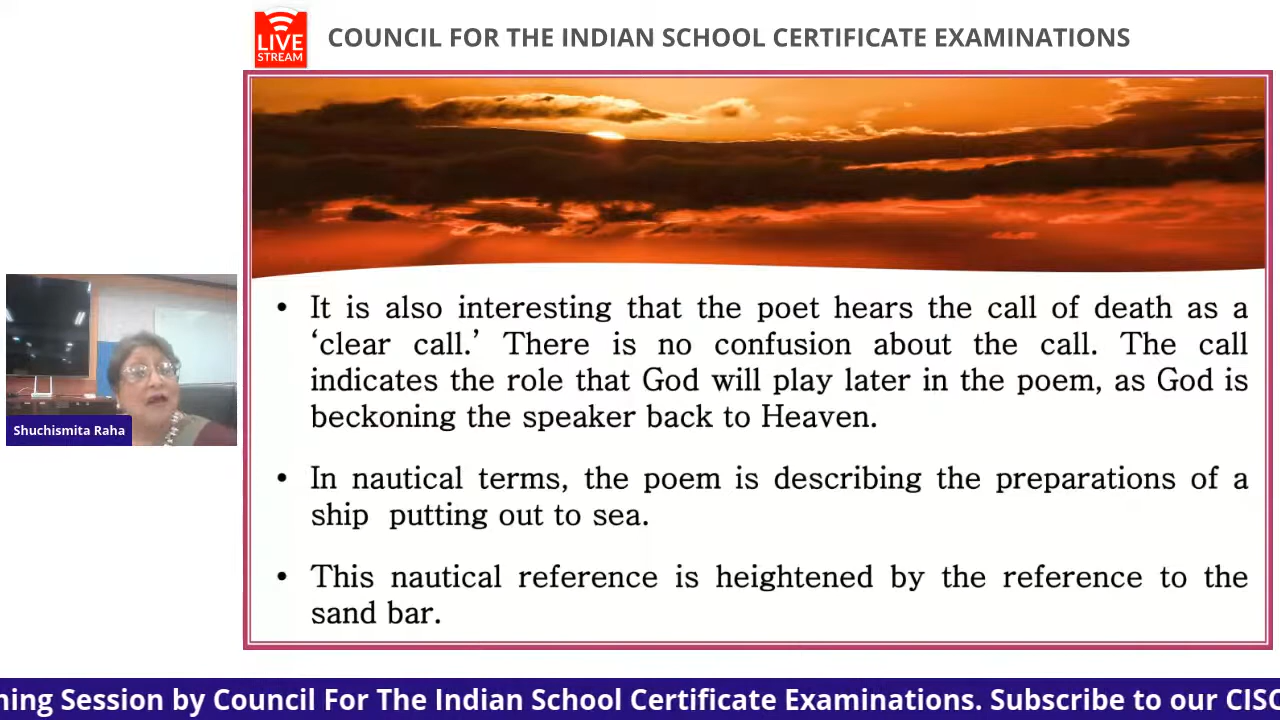 LIVE
STREAM
COUNCIL FOR THE INDIAN SCHOOL CERTIFICATE EXAMINATIONS
• It is also interesting that the poet hears the call of death as a
‘clear call.’ There is no confusion about the call. The call
indicates the role that God will play later in the poem, as God is
beckoning the speaker back to Heaven.
• In nautical terms, the poem is describing the preparations of a
ship putting out to sea.
• This nautical reference is heightened by the reference to the
sand bar.
Shuchismita Raha
ning Session by Council For The Indian School Certificate Examinations. Subscribe to our CISC